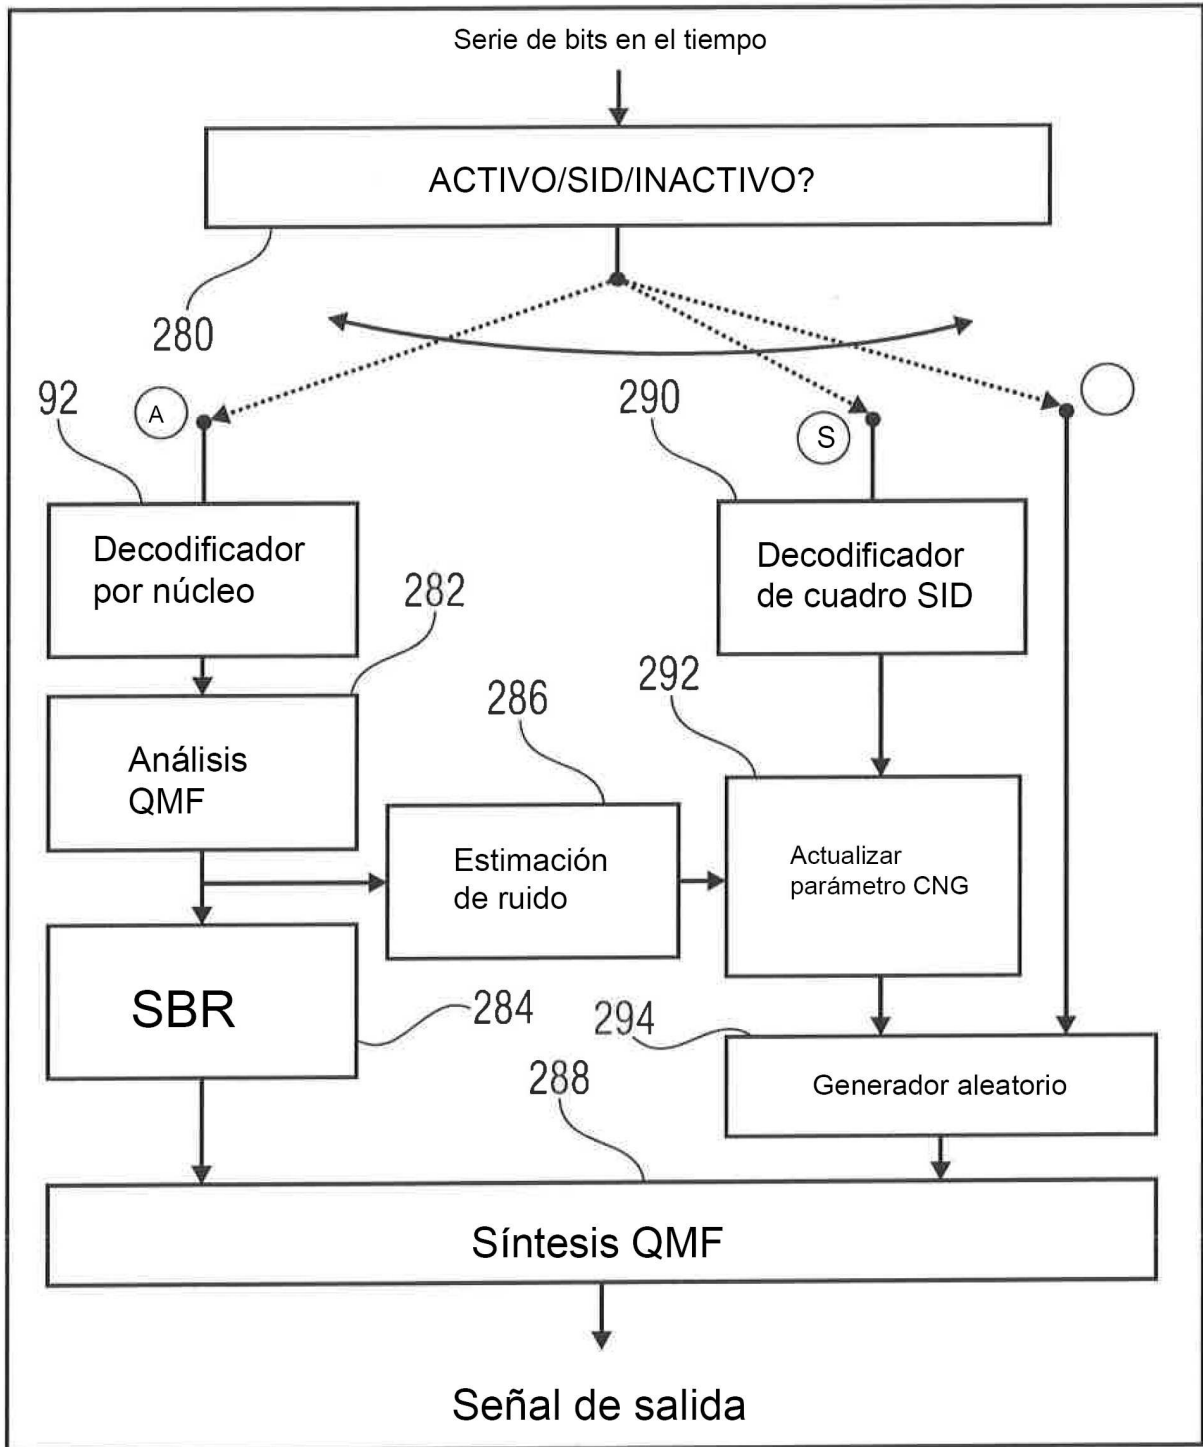 Serie de bits en el tiempo
ACTIVO/SID/INACTIVO?
280
92
A
290
S
Decodificador
por núcleo
282
Decodificador
de cuadro SID
Análisis
QMF
286
292
Estimación
de ruido
Actualizar
parámetro CNG
SBR
284
294
288
Generador aleatorio
Síntesis QMF
Señal de salida